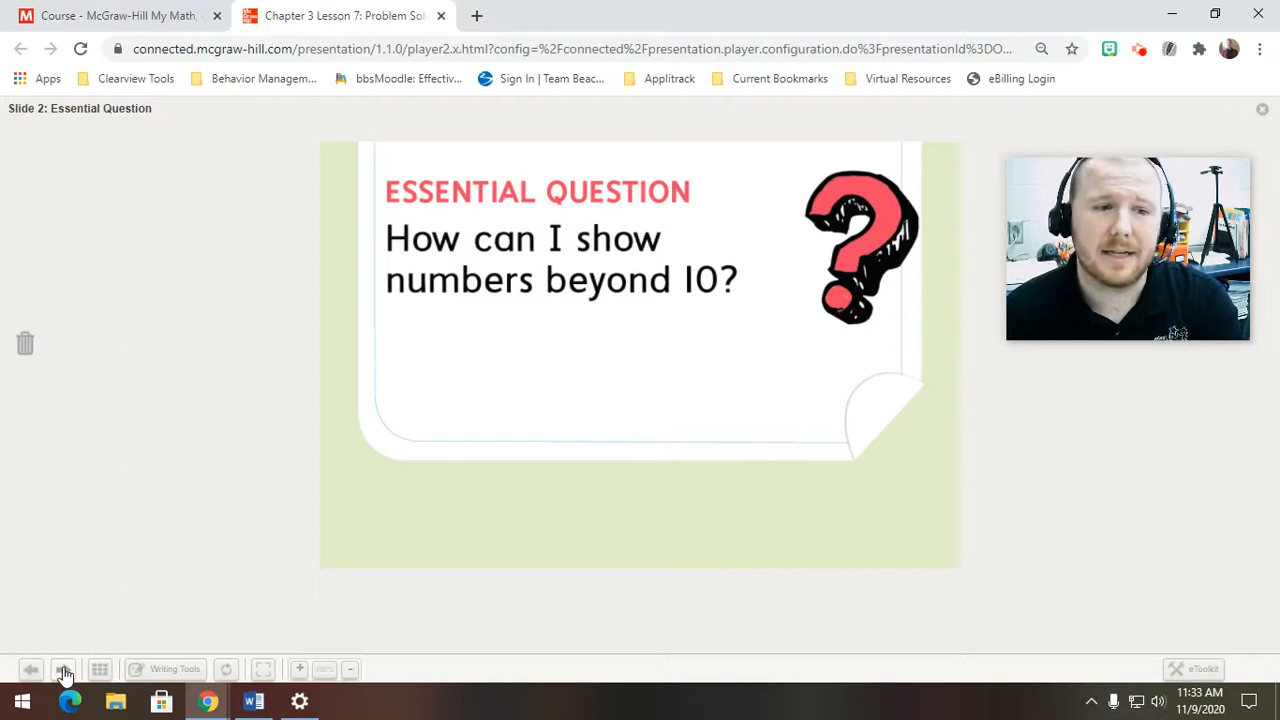 Course - McGraw-Hill My Math,
Chapter 3 Lesson 7: Problem Sol
connected.mcgraw-hill.com/presentation/1.1.0/player2.x.html?config=%2Fconnected%2Fpresentation.player.configuration.do%3FpresentationId%3DO...
Apps
Clearview Tools
Behavior Managem...
bbsMoodle: Effectiv...
Sign In | Team Beac...
Applitrack
Current Bookmarks
Virtual Resources
eBilling Login
Slide 2: Essential Question
ESSENTIAL QUESTION
How can I show
numbers beyond 10?
Writing Tools
100%
eToolkit
11:33 AM
11/9/2020